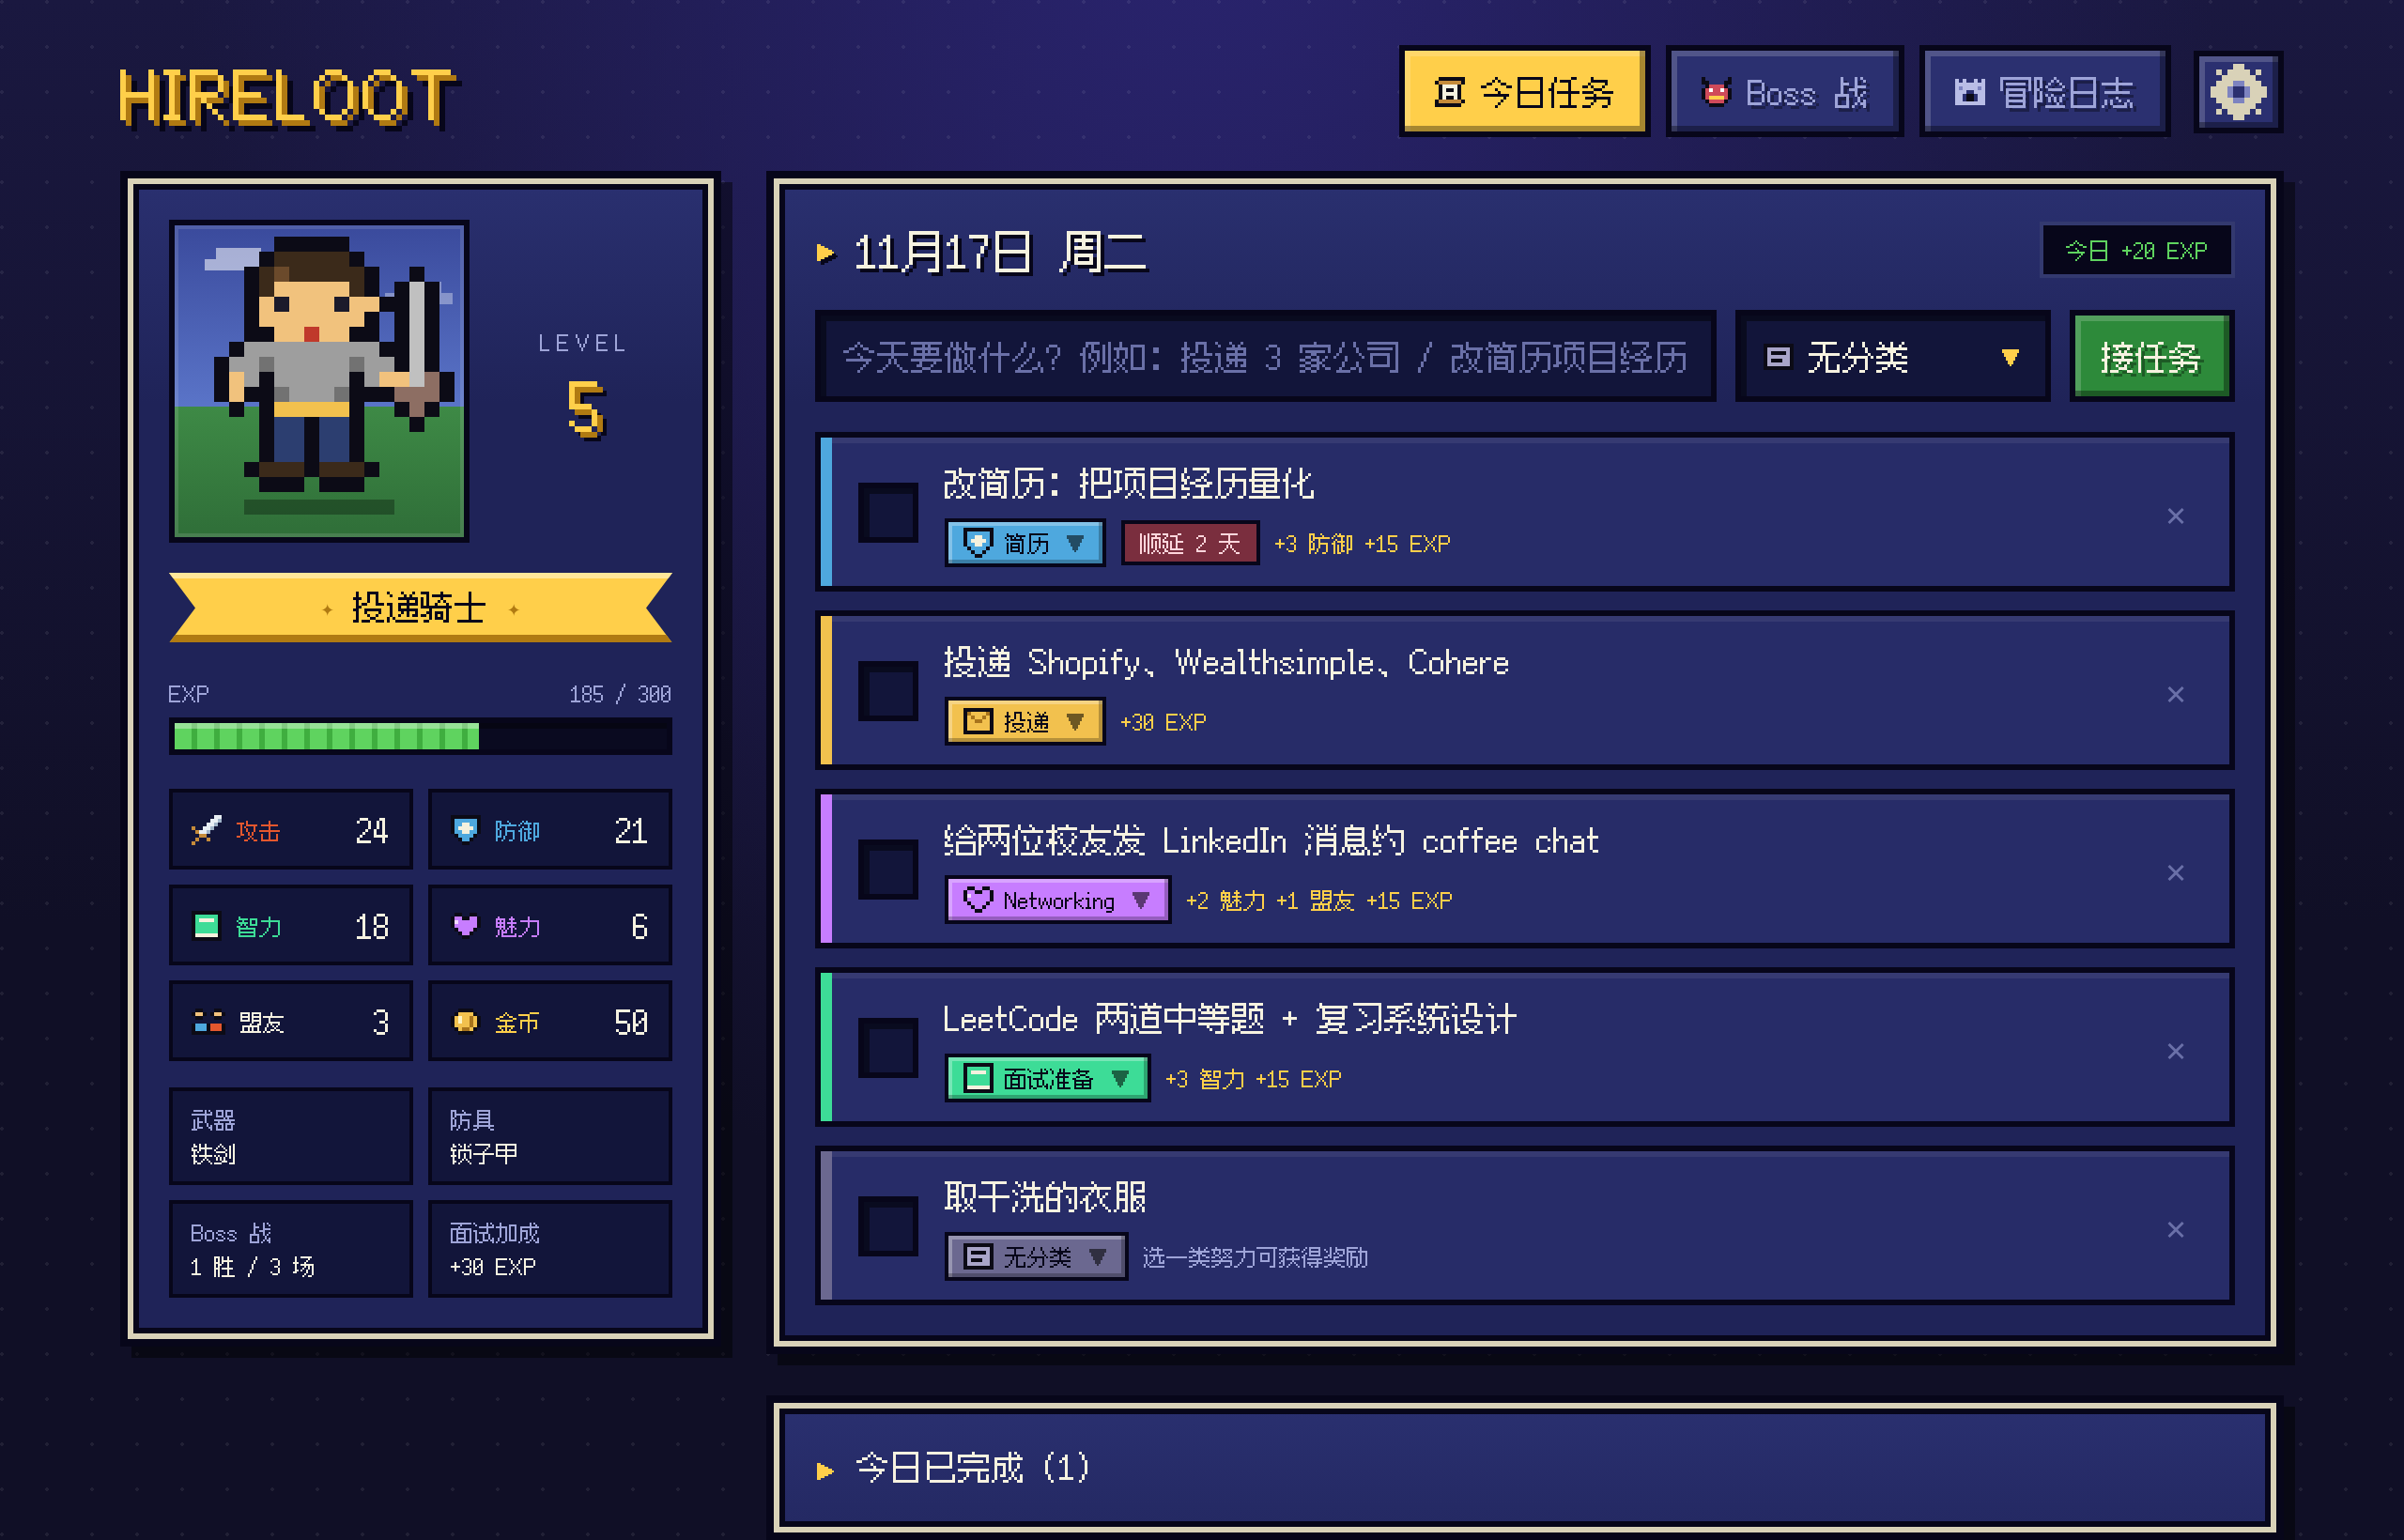 HIRELOOT
今日任务
Boss 战
冒险日志
LEVEL
5
投递骑士
EXP 185 / 300
攻击 24
防御 21
智力 18
魅力 6
盟友 3
金币 50
武器
铁剑
防具
锁子甲
Boss 战
1 胜 / 3 场
面试加成
+30 EXP
11月17日 周二
今日 +20 EXP
今天要做什么? 例如: 投递 3 家公司 / 改简历项目经历
无分类
接任务
改简历: 把项目经历量化
简历 顺延 2 天 +3 防御 +15 EXP
投递 Shopify、Wealthsimple、Cohere
投递 +30 EXP
给两位校友发 LinkedIn 消息约 coffee chat
Networking +2 魅力 +1 盟友 +15 EXP
LeetCode 两道中等题 + 复习系统设计
面试准备 +3 智力 +15 EXP
取干洗的衣服
无分类 选一类努力可获得奖励
今日已完成 (1)